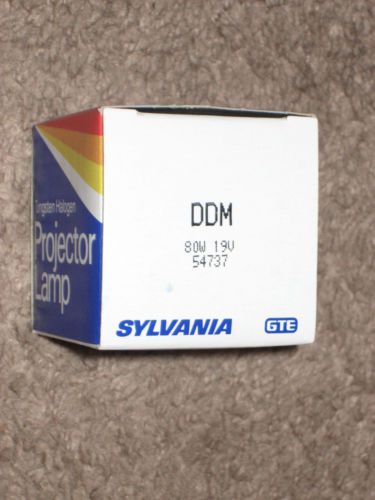 Tungsten Halogen
Projector
Lamp
DDM
80W 19V
54737
SYLVANIA
GTE